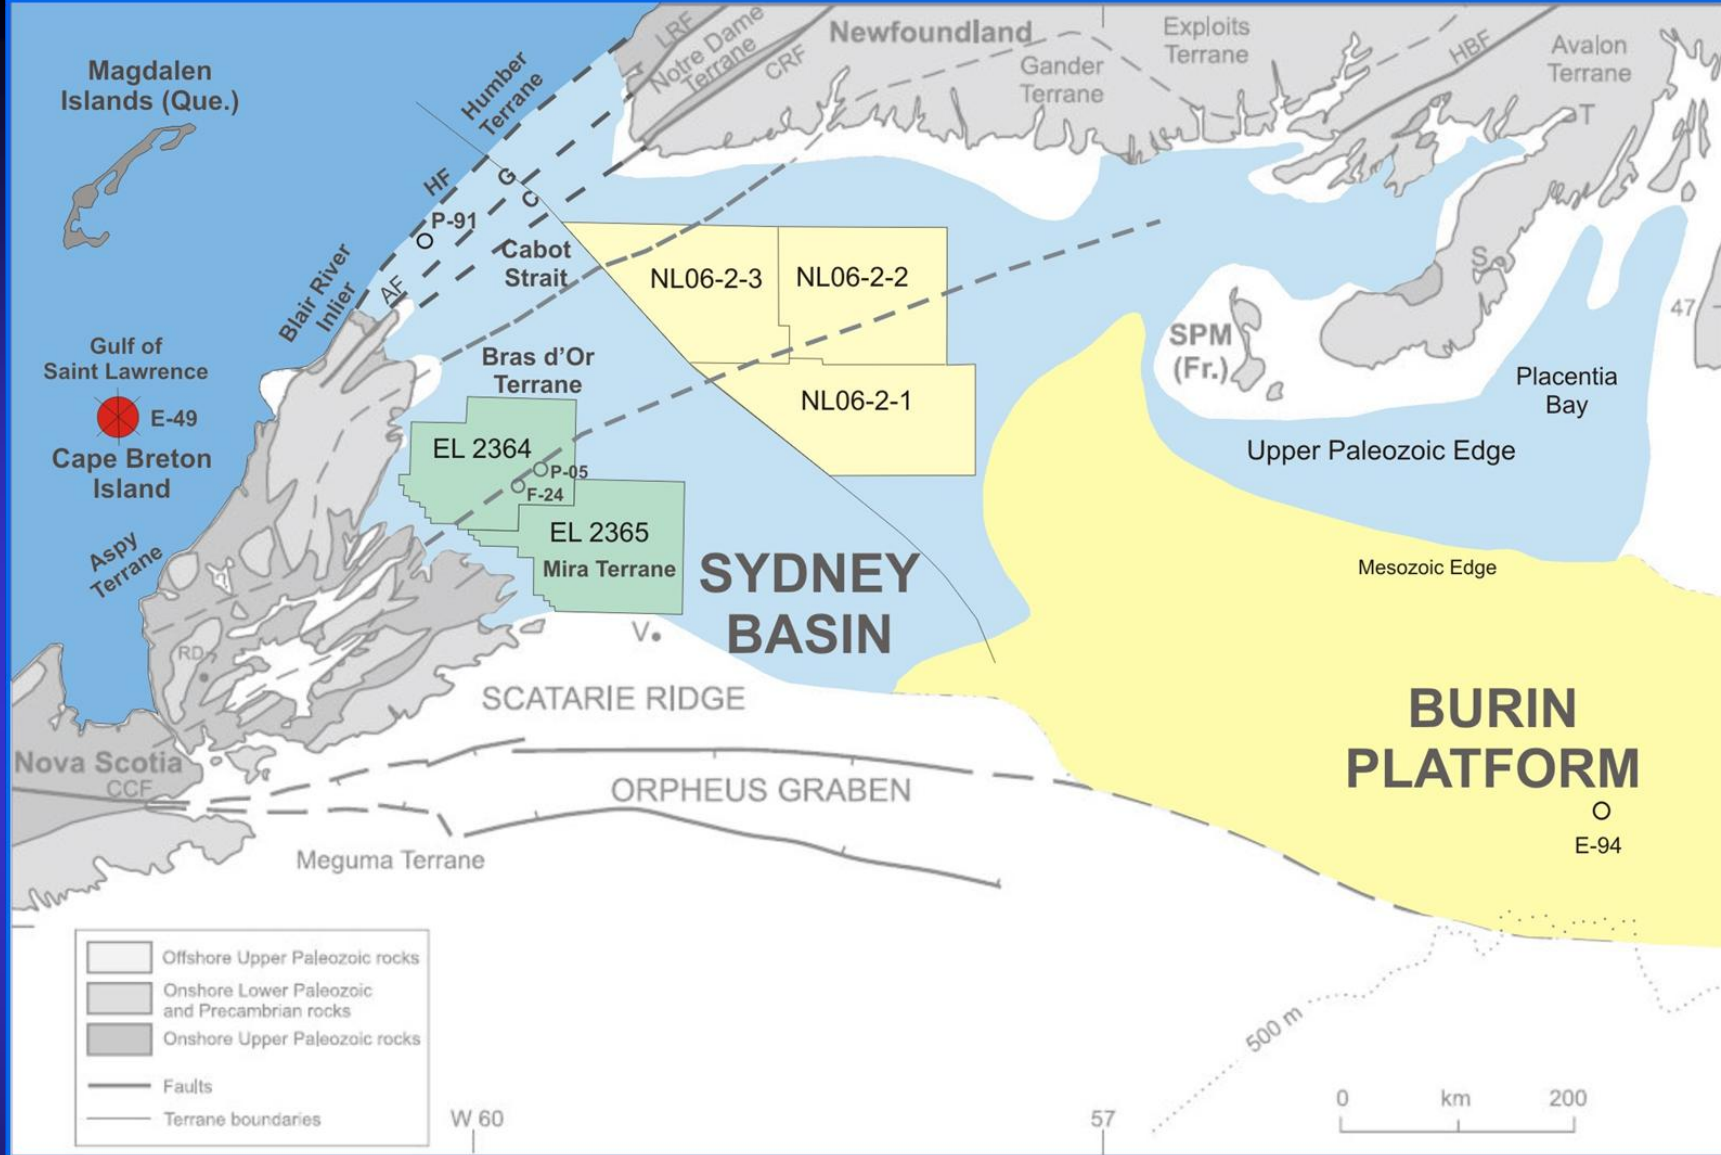 Magdalen
Islands (Que.)
Humber
Terrane
LRF
Notre Dame
Terrane
CRF
Newfoundland
Gander
Terrane
Exploits
Terrane
HBF
Avalon
Terrane
T
HF
G
C
P-91
AF
Cabot
Strait
Blair River
Inlier
NL06-2-3
NL06-2-2
NL06-2-1
S
47
SPM
(Fr.)
Placentia
Bay
Gulf of
Saint Lawrence
E-49
Cape Breton
Island
Bras d'Or
Terrane
EL 2364
P-05
F-24
EL 2365
Mira Terrane
Upper Paleozoic Edge
Mesozoic Edge
Aspy
Terrane
SYDNEY
BASIN
V
RD
SCATARIE RIDGE
BURIN
PLATFORM
E-94
Nova Scotia
CCF
ORPHEUS GRABEN
Meguma Terrane
Offshore Upper Paleozoic rocks
Onshore Lower Paleozoic
and Precambrian rocks
Onshore Upper Paleozoic rocks
Faults
Terrane boundaries
W 60
57
500 m
0 km 200